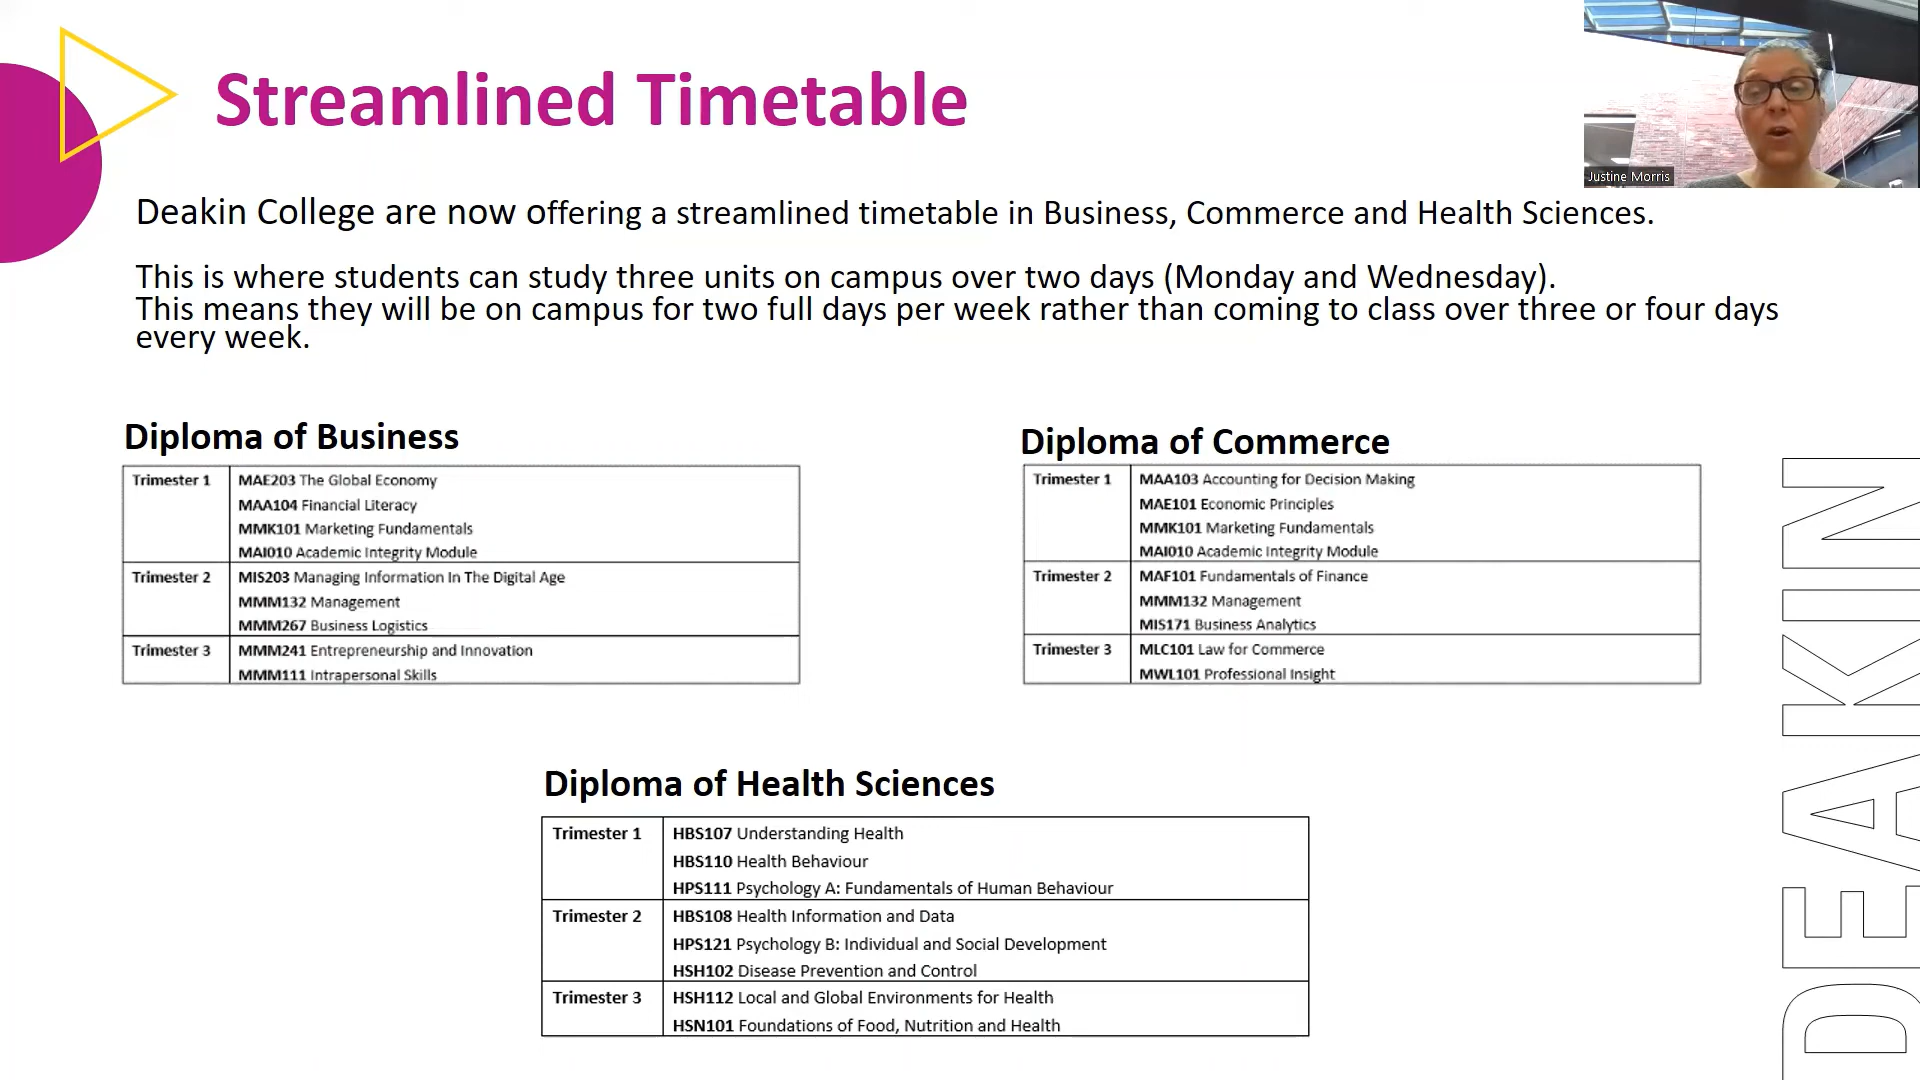 Streamlined Timetable
Justine Morris
Deakin College are now offering a streamlined timetable in Business, Commerce and Health Sciences.
This is where students can study three units on campus over two days (Monday and Wednesday).
This means they will be on campus for two full days per week rather than coming to class over three or four days
every week.
Diploma of Business
Trimester 1
MAE203 The Global Economy
MAA104 Financial Literacy
MMK101 Marketing Fundamentals
MAI010 Academic Integrity Module
Trimester 2
MIS203 Managing Information In The Digital Age
MMM132 Management
MMM267 Business Logistics
Trimester 3
MMM241 Entrepreneurship and Innovation
MMM111 Intrapersonal Skills
Diploma of Commerce
Trimester 1
MAA103 Accounting for Decision Making
MAE101 Economic Principles
MMK101 Marketing Fundamentals
MAI010 Academic Integrity Module
Trimester 2
MAF101 Fundamentals of Finance
MMM132 Management
MIS171 Business Analytics
Trimester 3
MLC101 Law for Commerce
MWL101 Professional Insight
Diploma of Health Sciences
Trimester 1
HBS107 Understanding Health
HBS110 Health Behaviour
HPS111 Psychology A: Fundamentals of Human Behaviour
Trimester 2
HBS108 Health Information and Data
HPS121 Psychology B: Individual and Social Development
HSH102 Disease Prevention and Control
Trimester 3
HSH112 Local and Global Environments for Health
HSN101 Foundations of Food, Nutrition and Health
DEAKIN